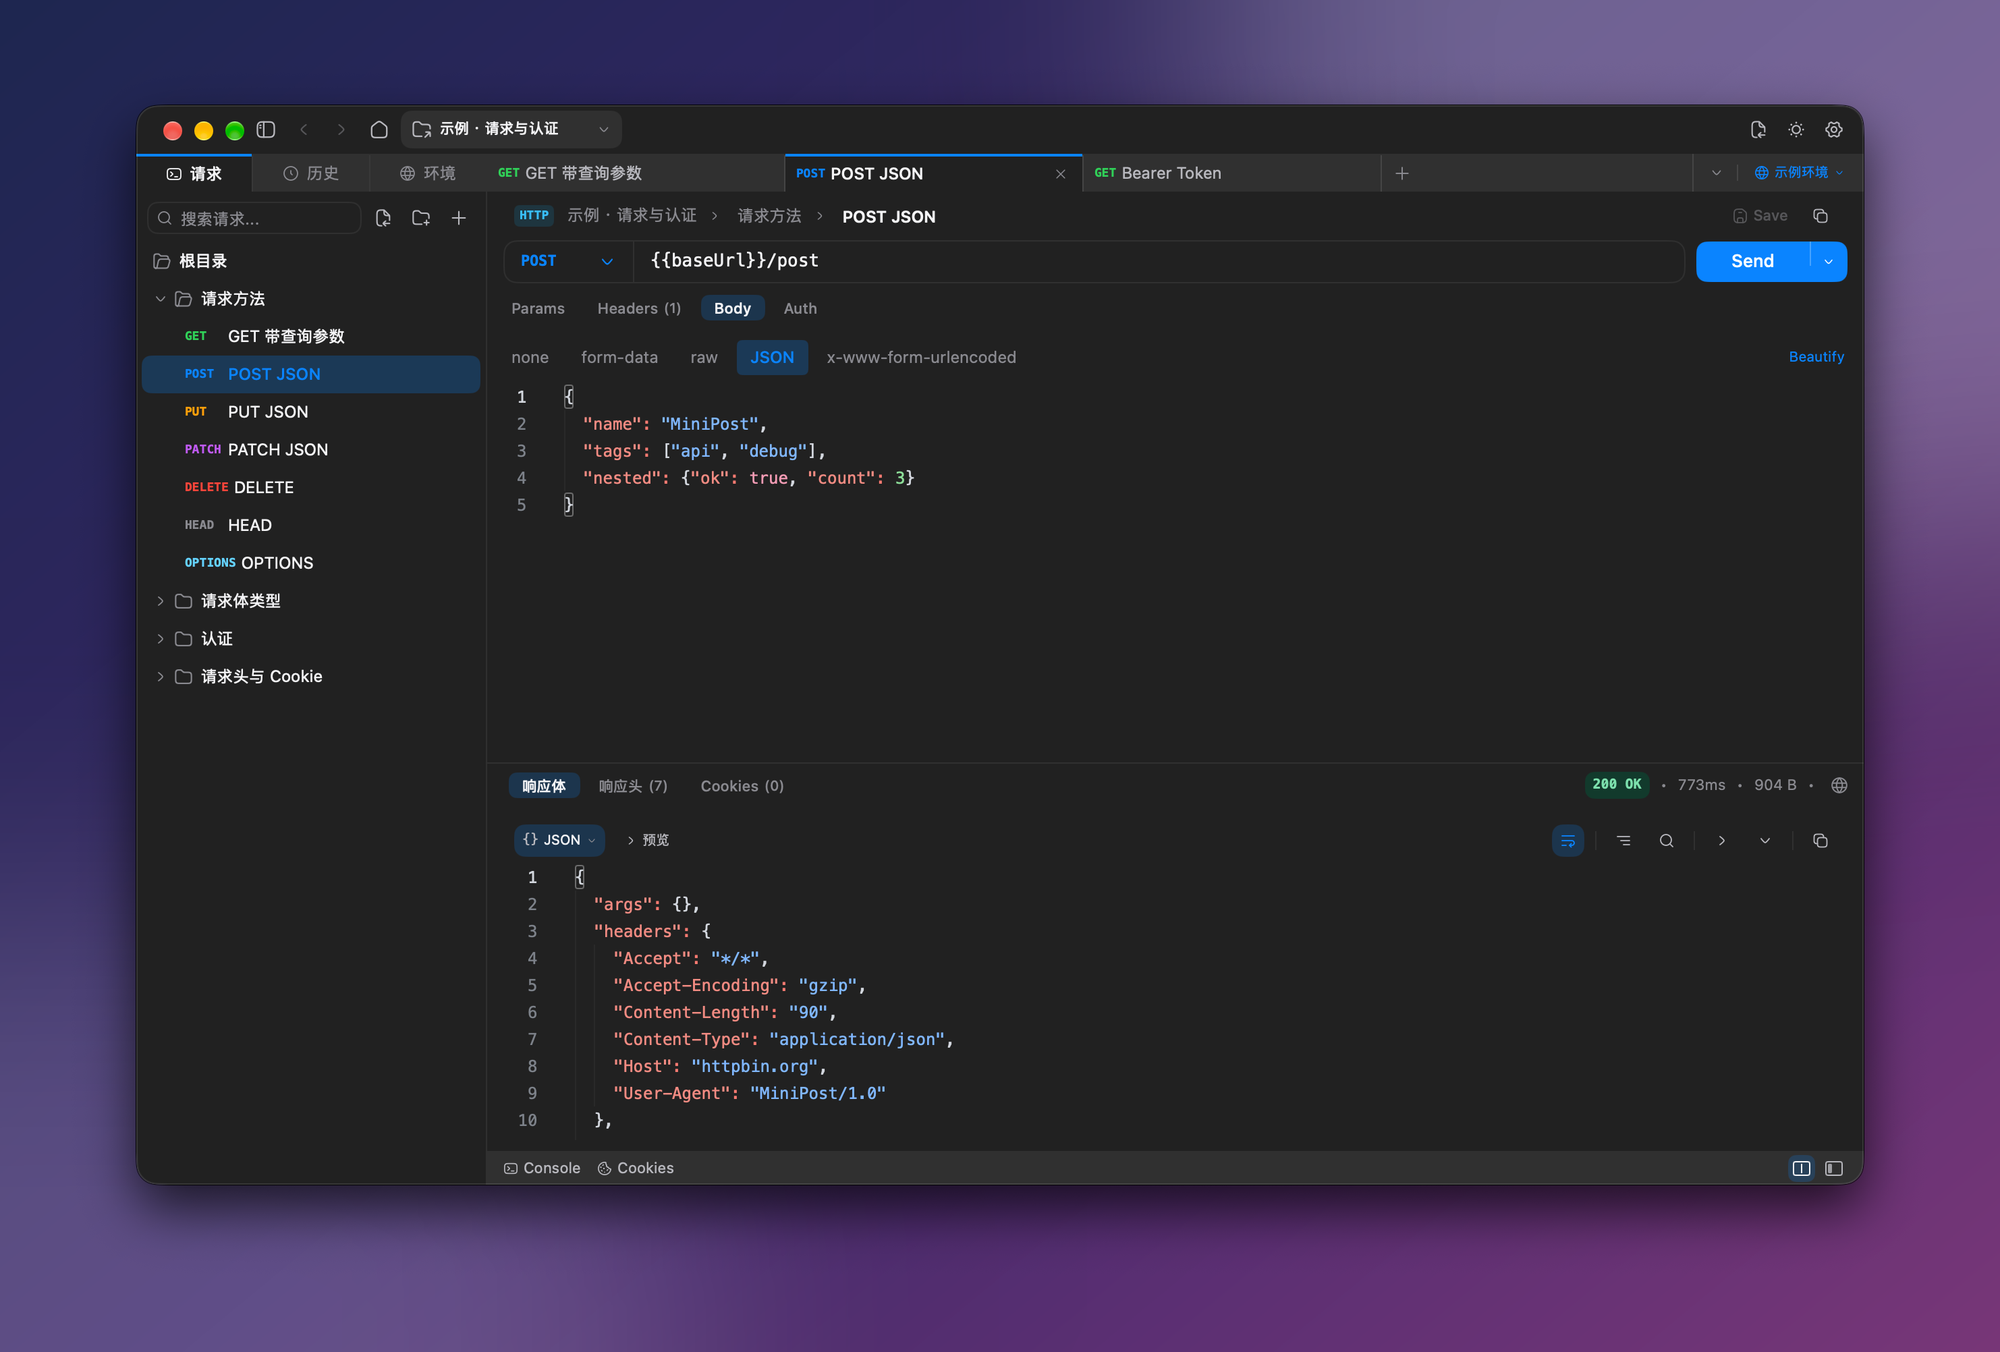 示例 · 请求与认证
请求
历史
环境
GET GET 带查询参数
POST POST JSON
GET Bearer Token
示例环境
搜索请求...
根目录
请求方法
GET GET 带查询参数
POST POST JSON
PUT PUT JSON
PATCH PATCH JSON
DELETE DELETE
HEAD HEAD
OPTIONS OPTIONS
请求体类型
认证
请求头与 Cookie
HTTP 示例 · 请求与认证 > 请求方法 > POST JSON
Save
POST {{baseUrl}}/post
Send
Params Headers (1) Body Auth
none form-data raw JSON x-www-form-urlencoded
Beautify
1 {
2 "name": "MiniPost",
3 "tags": ["api", "debug"],
4 "nested": {"ok": true, "count": 3}
5 }
响应体 响应头 (7) Cookies (0)
200 OK · 773ms · 904 B ·
{} JSON > 预览
1 {
2 "args": {},
3 "headers": {
4 "Accept": "*/*",
5 "Accept-Encoding": "gzip",
6 "Content-Length": "90",
7 "Content-Type": "application/json",
8 "Host": "httpbin.org",
9 "User-Agent": "MiniPost/1.0"
10 },
Console Cookies